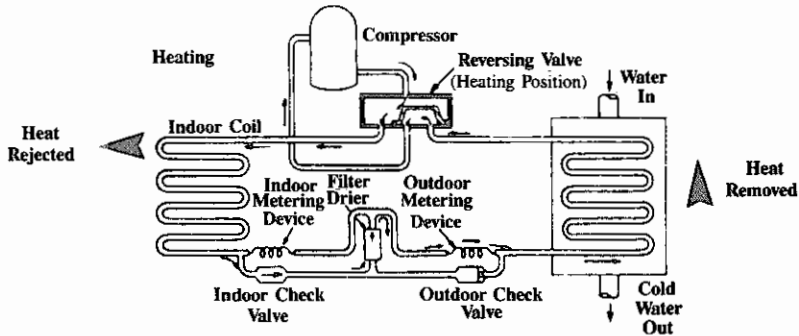 Compressor
Heating
Reversing Valve
(Heating Position)
Water
In
Indoor Coil
Heat
Rejected
Indoor
Metering
Device
Filter
Drier
Outdoor
Metering
Device
Heat
Removed
Indoor Check
Valve
Outdoor Check
Valve
Cold
Water
Out